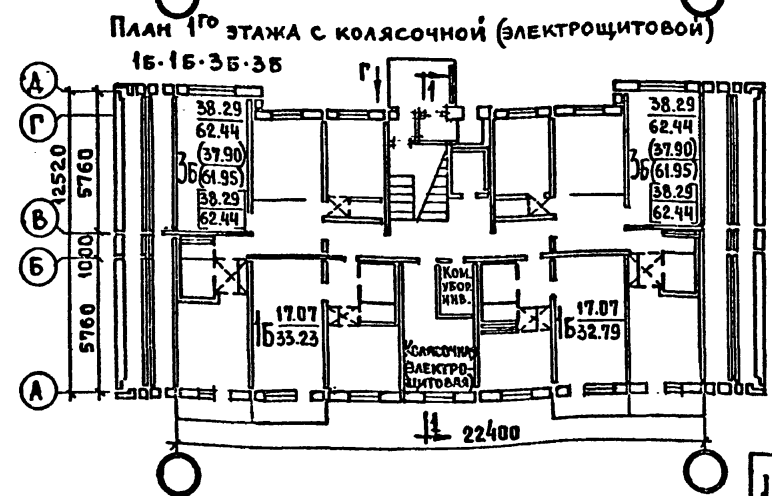 План 1го этажа с колясочной (электрощитовой)
1Б·1Б·3Б·3Б
Д
Г
В
Б
А
12520
5760
1000
5760
Г
1
3Б
38.29
62.44
(37.90)
(61.95)
38.29
62.44
3Б
38.29
62.44
(37.90)
(61.95)
38.29
62.44
1Б
17.07
33.23
Ком.
убор.
инв.
Колясочная
электро-
щитовая
1Б
17.07
32.79
1
22400